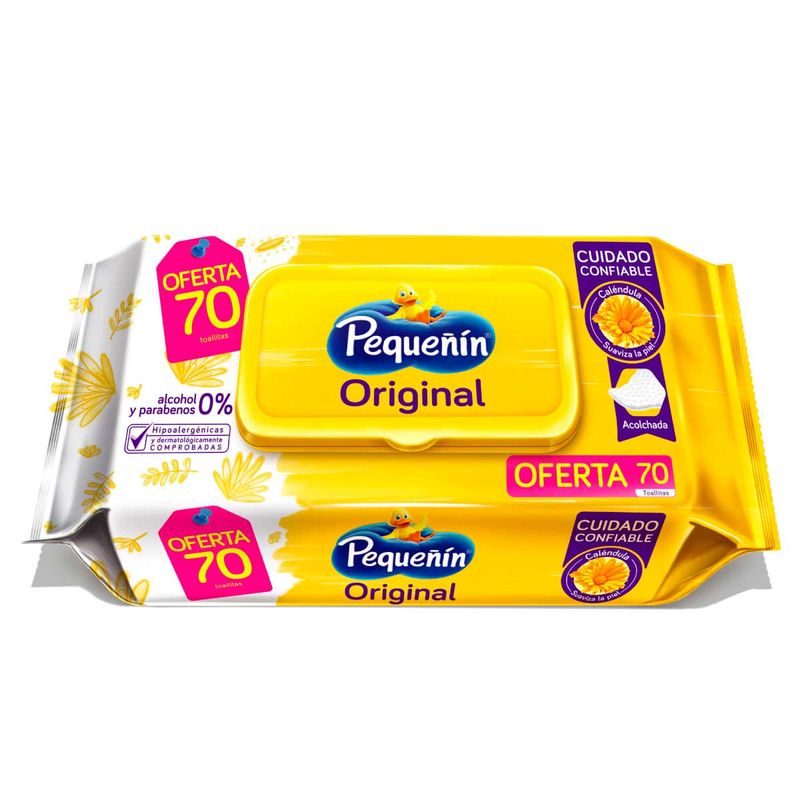 OFERTA
70
toallitas
alcohol
y parabenos 0%
Hipoalergénicas
y dermatológicamente
COMPROBADAS
Pequeñín®
Original
CUIDADO
CONFIABLE
Caléndula
Suaviza la piel
Acolchada
OFERTA 70
Toallitas
OFERTA
70
toallitas
Pequeñín
Original
CUIDADO
CONFIABLE
Caléndula
Suaviza la piel